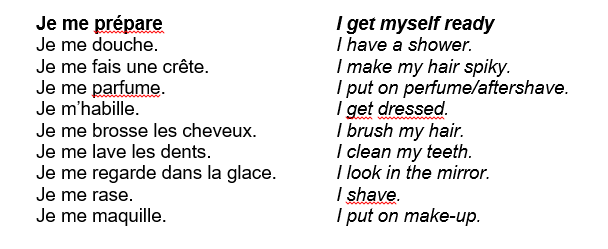 Je me prépare I get myself ready
Je me douche. I have a shower.
Je me fais une crête. I make my hair spiky.
Je me parfume. I put on perfume/aftershave.
Je m'habille. I get dressed.
Je me brosse les cheveux. I brush my hair.
Je me lave les dents. I clean my teeth.
Je me regarde dans la glace. I look in the mirror.
Je me rase. I shave.
Je me maquille. I put on make-up.